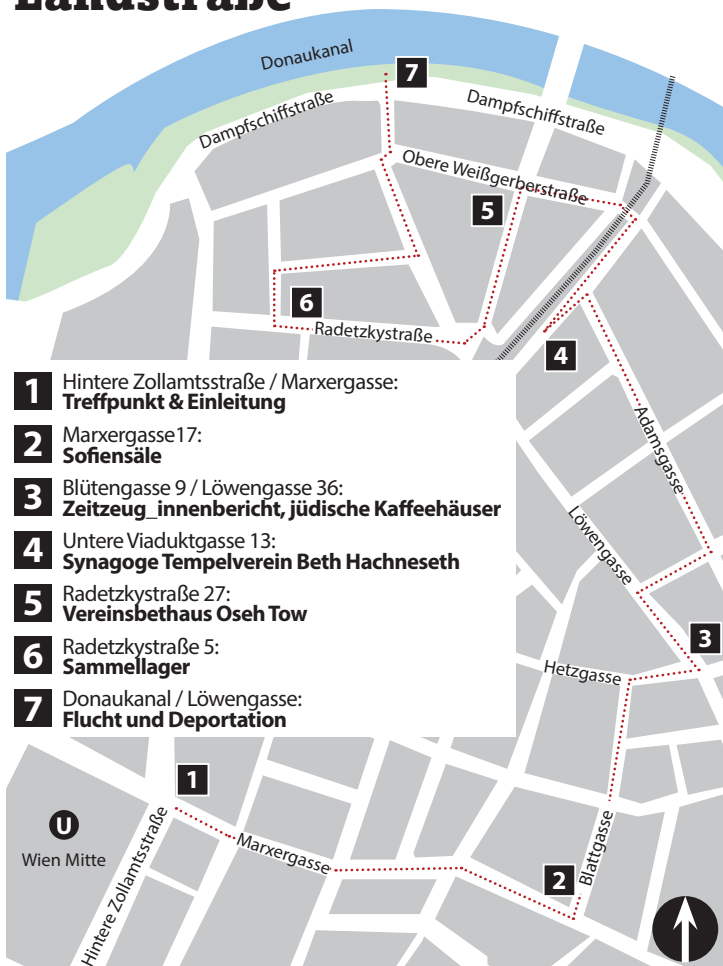 Landstraße
Donaukanal
7
Dampfschiffstraße
Dampfschiffstraße
Obere Weißgerberstraße
5
6
Radetzkystraße
4
Adamsgasse
1 Hintere Zollamtsstraße / Marxergasse:
Treffpunkt & Einleitung
2 Marxergasse17:
Sofiensäle
3 Blütengasse 9 / Löwengasse 36:
Zeitzeug_innenbericht, jüdische Kaffeehäuser
4 Untere Viaduktgasse 13:
Synagoge Tempelverein Beth Hachneseth
5 Radetzkystraße 27:
Vereinsbethaus Oseh Tow
6 Radetzkystraße 5:
Sammellager
7 Donaukanal / Löwengasse:
Flucht und Deportation
Löwengasse
3
Hetzgasse
1
U
Wien Mitte
Hintere Zollamtsstraße
Marxergasse
2
Blattgasse